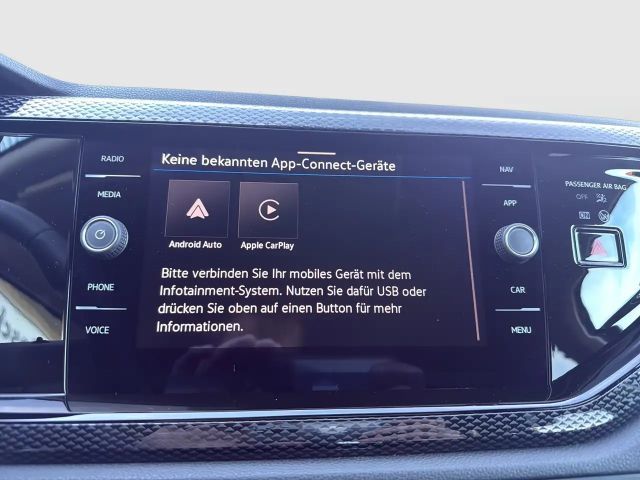 RADIO
MEDIA
PHONE
VOICE
Keine bekannten App-Connect-Geräte
Android Auto
Apple CarPlay
Bitte verbinden Sie Ihr mobiles Gerät mit dem
Infotainment-System. Nutzen Sie dafür USB oder
drücken Sie oben auf einen Button für mehr
Informationen.
NAV
APP
CAR
MENU
PASSENGER AIR BAG
OFF